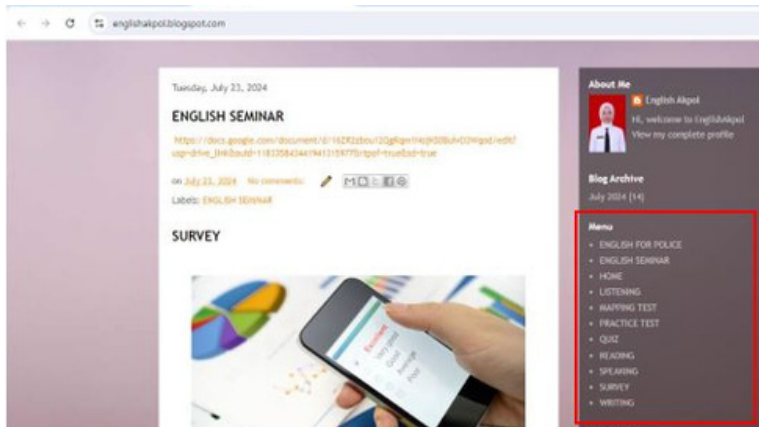 englishakpol.blogspot.com
Tuesday, July 23, 2024
ENGLISH SEMINAR
on July 23, 2024 No comments:
Labels: ENGLISH SEMINAR
SURVEY
Excellent
Very good
Good
Average
Poor
About Me
English Akpol
Hi, welcome to EnglishAkpol
View my complete profile
Blog Archive
July 2024 (14)
Menu
ENGLISH FOR POLICE
ENGLISH SEMINAR
HOME
LISTENING
MAPPING TEST
PRACTICE TEST
QUIZ
READING
SPEAKING
SURVEY
WRITING